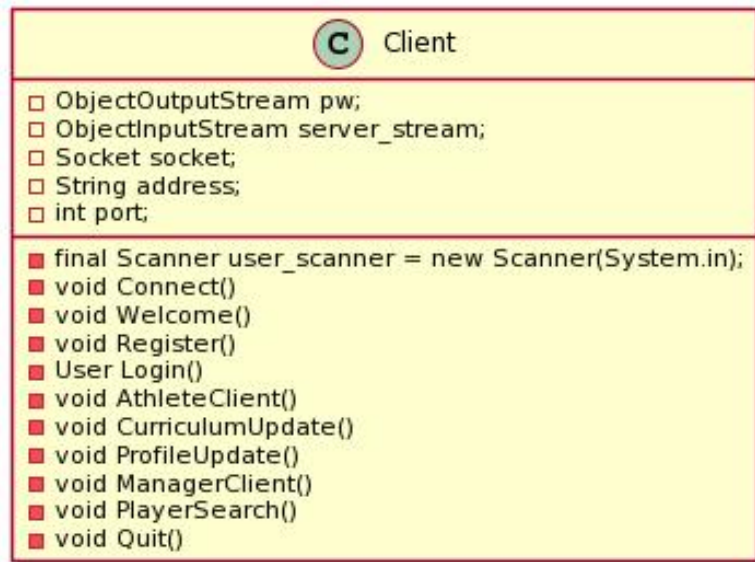 C Client
ObjectOutputStream pw;
ObjectInputStream server_stream;
Socket socket;
String address;
int port;
final Scanner user_scanner = new Scanner(System.in);
void Connect()
void Welcome()
void Register()
User Login()
void AthleteClient()
void CurriculumUpdate()
void ProfileUpdate()
void ManagerClient()
void PlayerSearch()
void Quit()